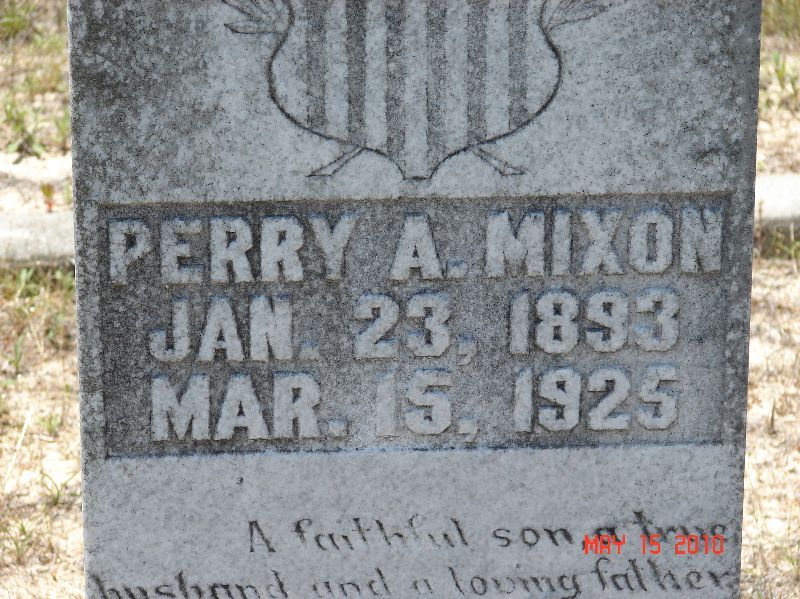 PERRY A. MIXON
JAN. 23, 1893
MAR. 15, 1925
A faithful son a true
husband and a loving father
MAY 15 2010